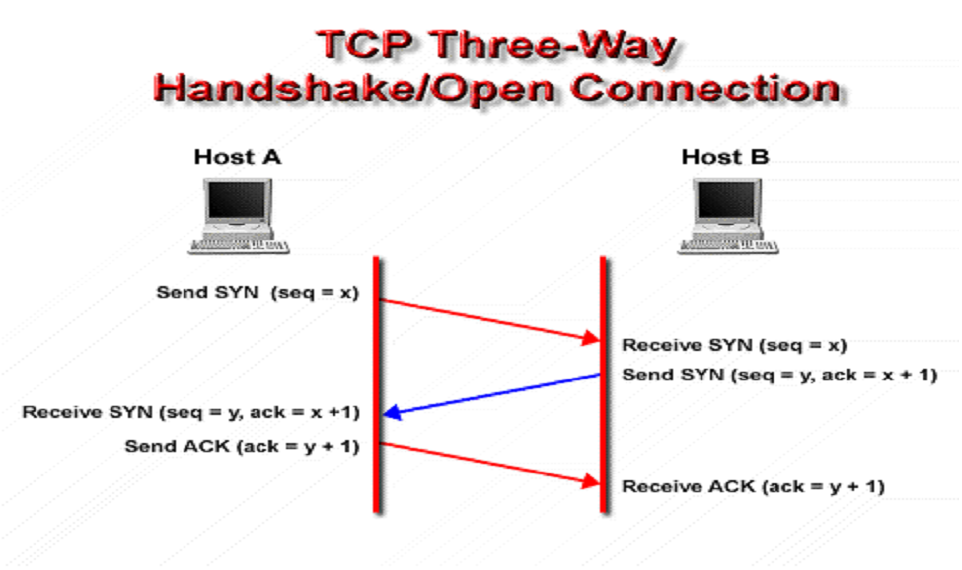 TCP Three-Way
Handshake/Open Connection
Host A
Host B
Send SYN (seq = x)
Receive SYN (seq = x)
Send SYN (seq = y, ack = x + 1)
Receive SYN (seq = y, ack = x +1)
Send ACK (ack = y + 1)
Receive ACK (ack = y + 1)